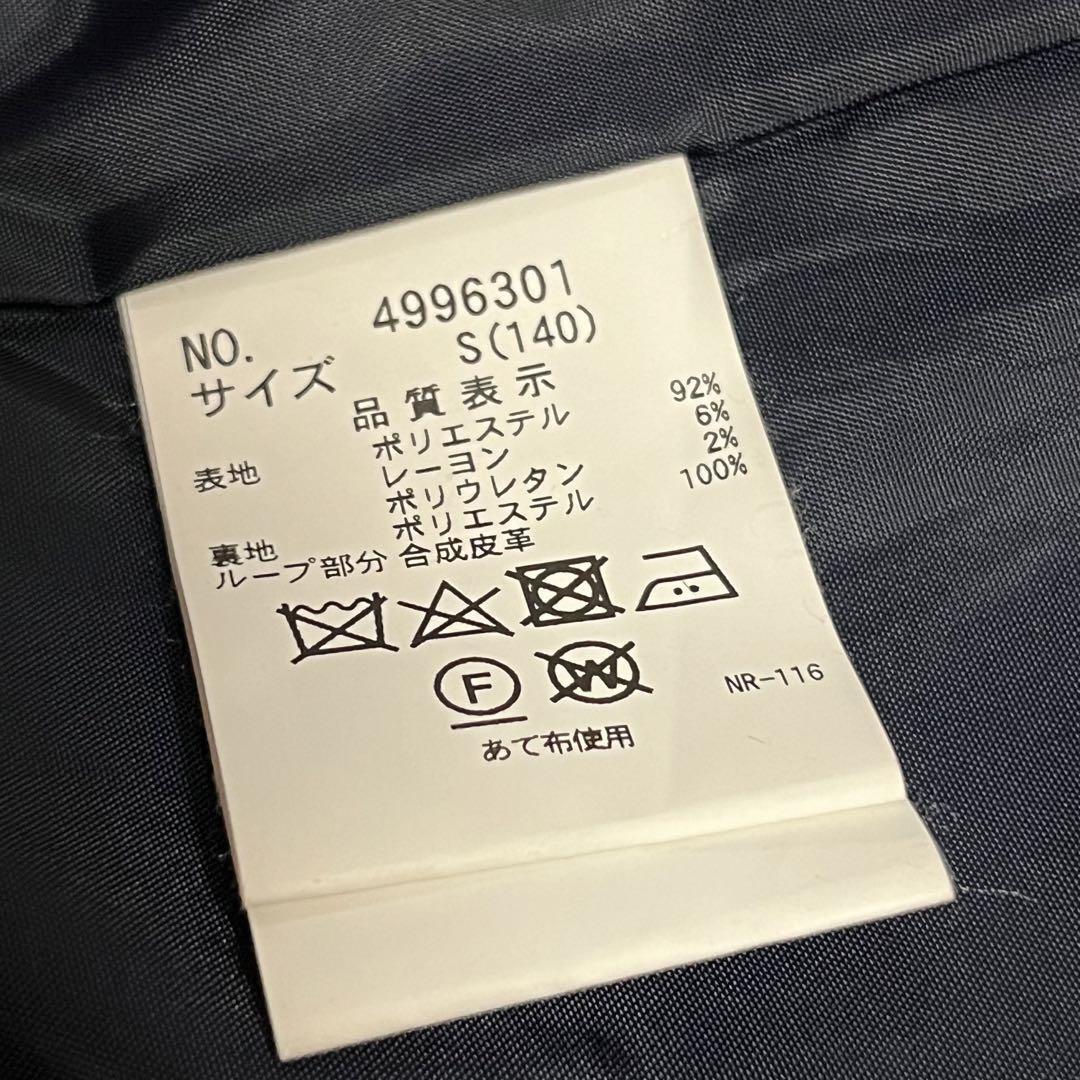 NO. 4996301
サイズ S(140)
品質表示
表地 ポリエステル 92%
レーヨン 6%
ポリウレタン 2%
裏地 ポリエステル 100%
ループ部分 合成皮革
F W
あて布使用
NR-116